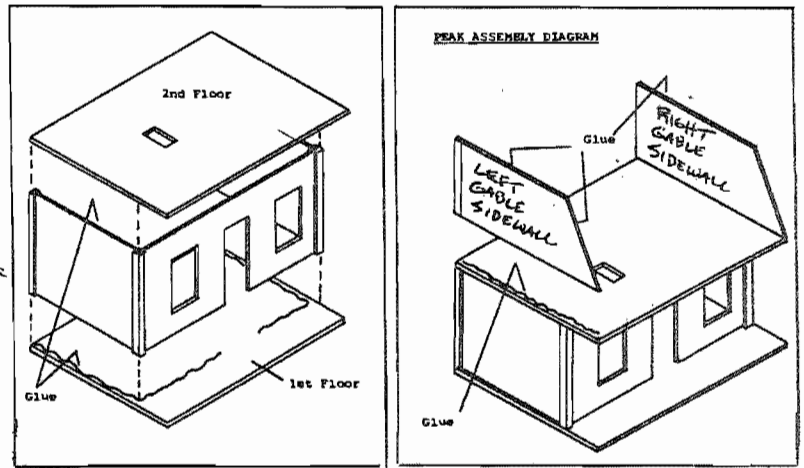 2nd Floor
1st Floor
Glue
PEAK ASSEMBLY DIAGRAM
Glue
RIGHT
GABLE
SIDEWALL
LEFT
GABLE
SIDEWALL
Glue